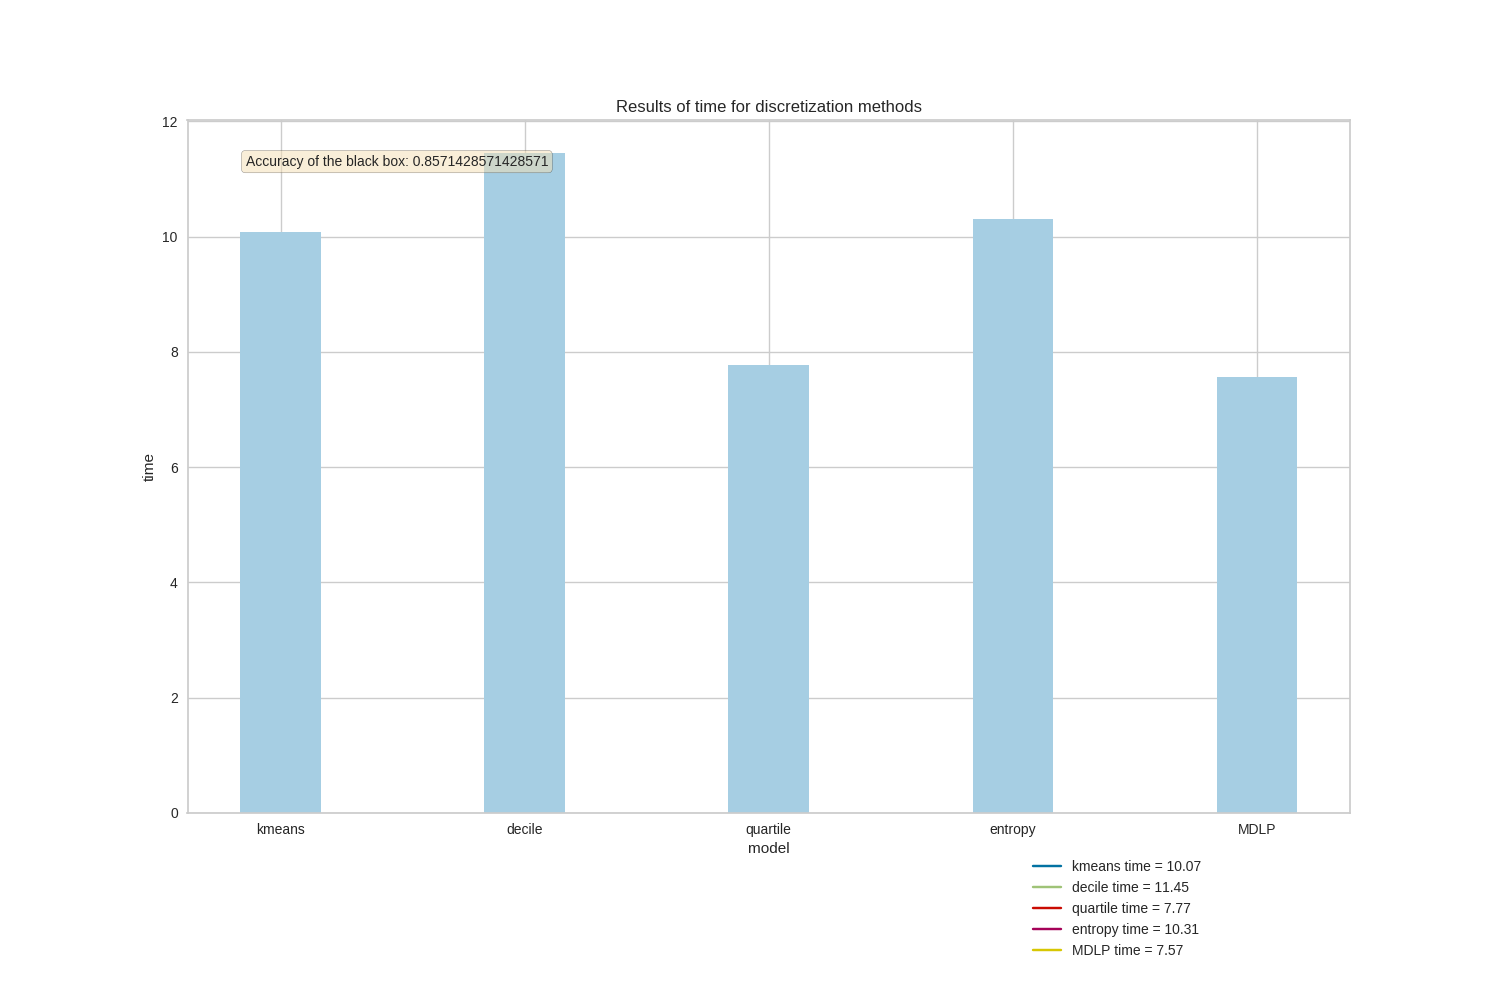 Results of time for discretization methods
12
Accuracy of the black box: 0.8571428571428571
10
8
6
time
4
2
0
kmeans decile quartile entropy MDLP
model
kmeans time = 10.07
decile time = 11.45
quartile time = 7.77
entropy time = 10.31
MDLP time = 7.57